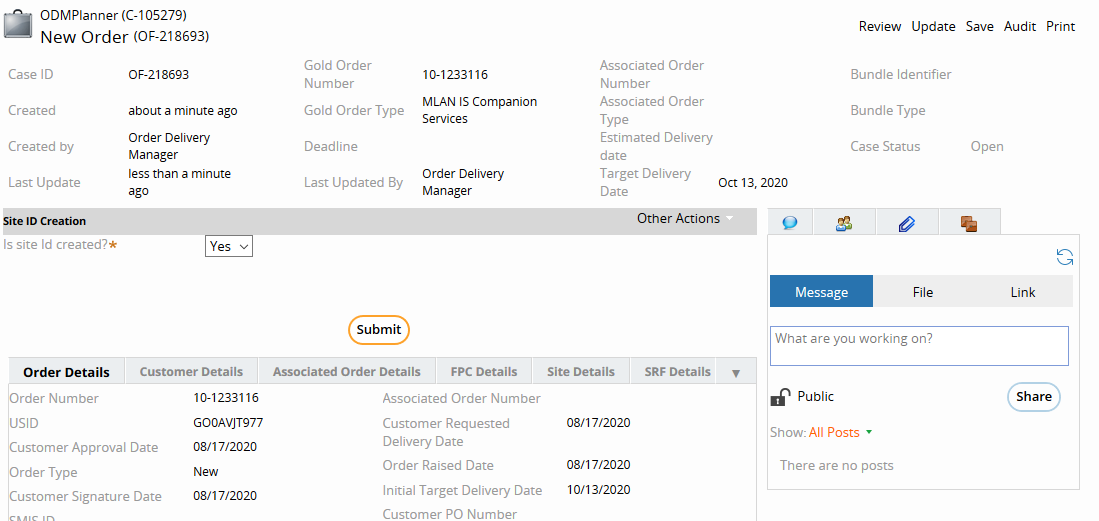 ODMPlanner (C-105279)
New Order (OF-218693)
Review Update Save Audit Print
Case ID OF-218693
Gold Order
Number
10-1233116
Associated Order
Number
Bundle Identifier
Created about a minute ago
Gold Order Type
MLAN IS Companion
Services
Associated Order
Type
Bundle Type
Created by
Order Delivery
Manager
Deadline
Estimated Delivery
date
Case Status Open
Last Update
less than a minute
ago
Last Updated By
Order Delivery
Manager
Target Delivery
Date
Oct 13, 2020
Site ID Creation
Other Actions
Is site Id created?*
Yes
Submit
Message File Link
What are you working on?
Public
Share
Show: All Posts
There are no posts
Order Details Customer Details Associated Order Details FPC Details Site Details SRF Details
Order Number 10-1233116
USID GO0AVJT977
Customer Approval Date 08/17/2020
Order Type New
Customer Signature Date 08/17/2020
SMIS ID
Associated Order Number
Customer Requested
Delivery Date
08/17/2020
Order Raised Date 08/17/2020
Initial Target Delivery Date 10/13/2020
Customer PO Number